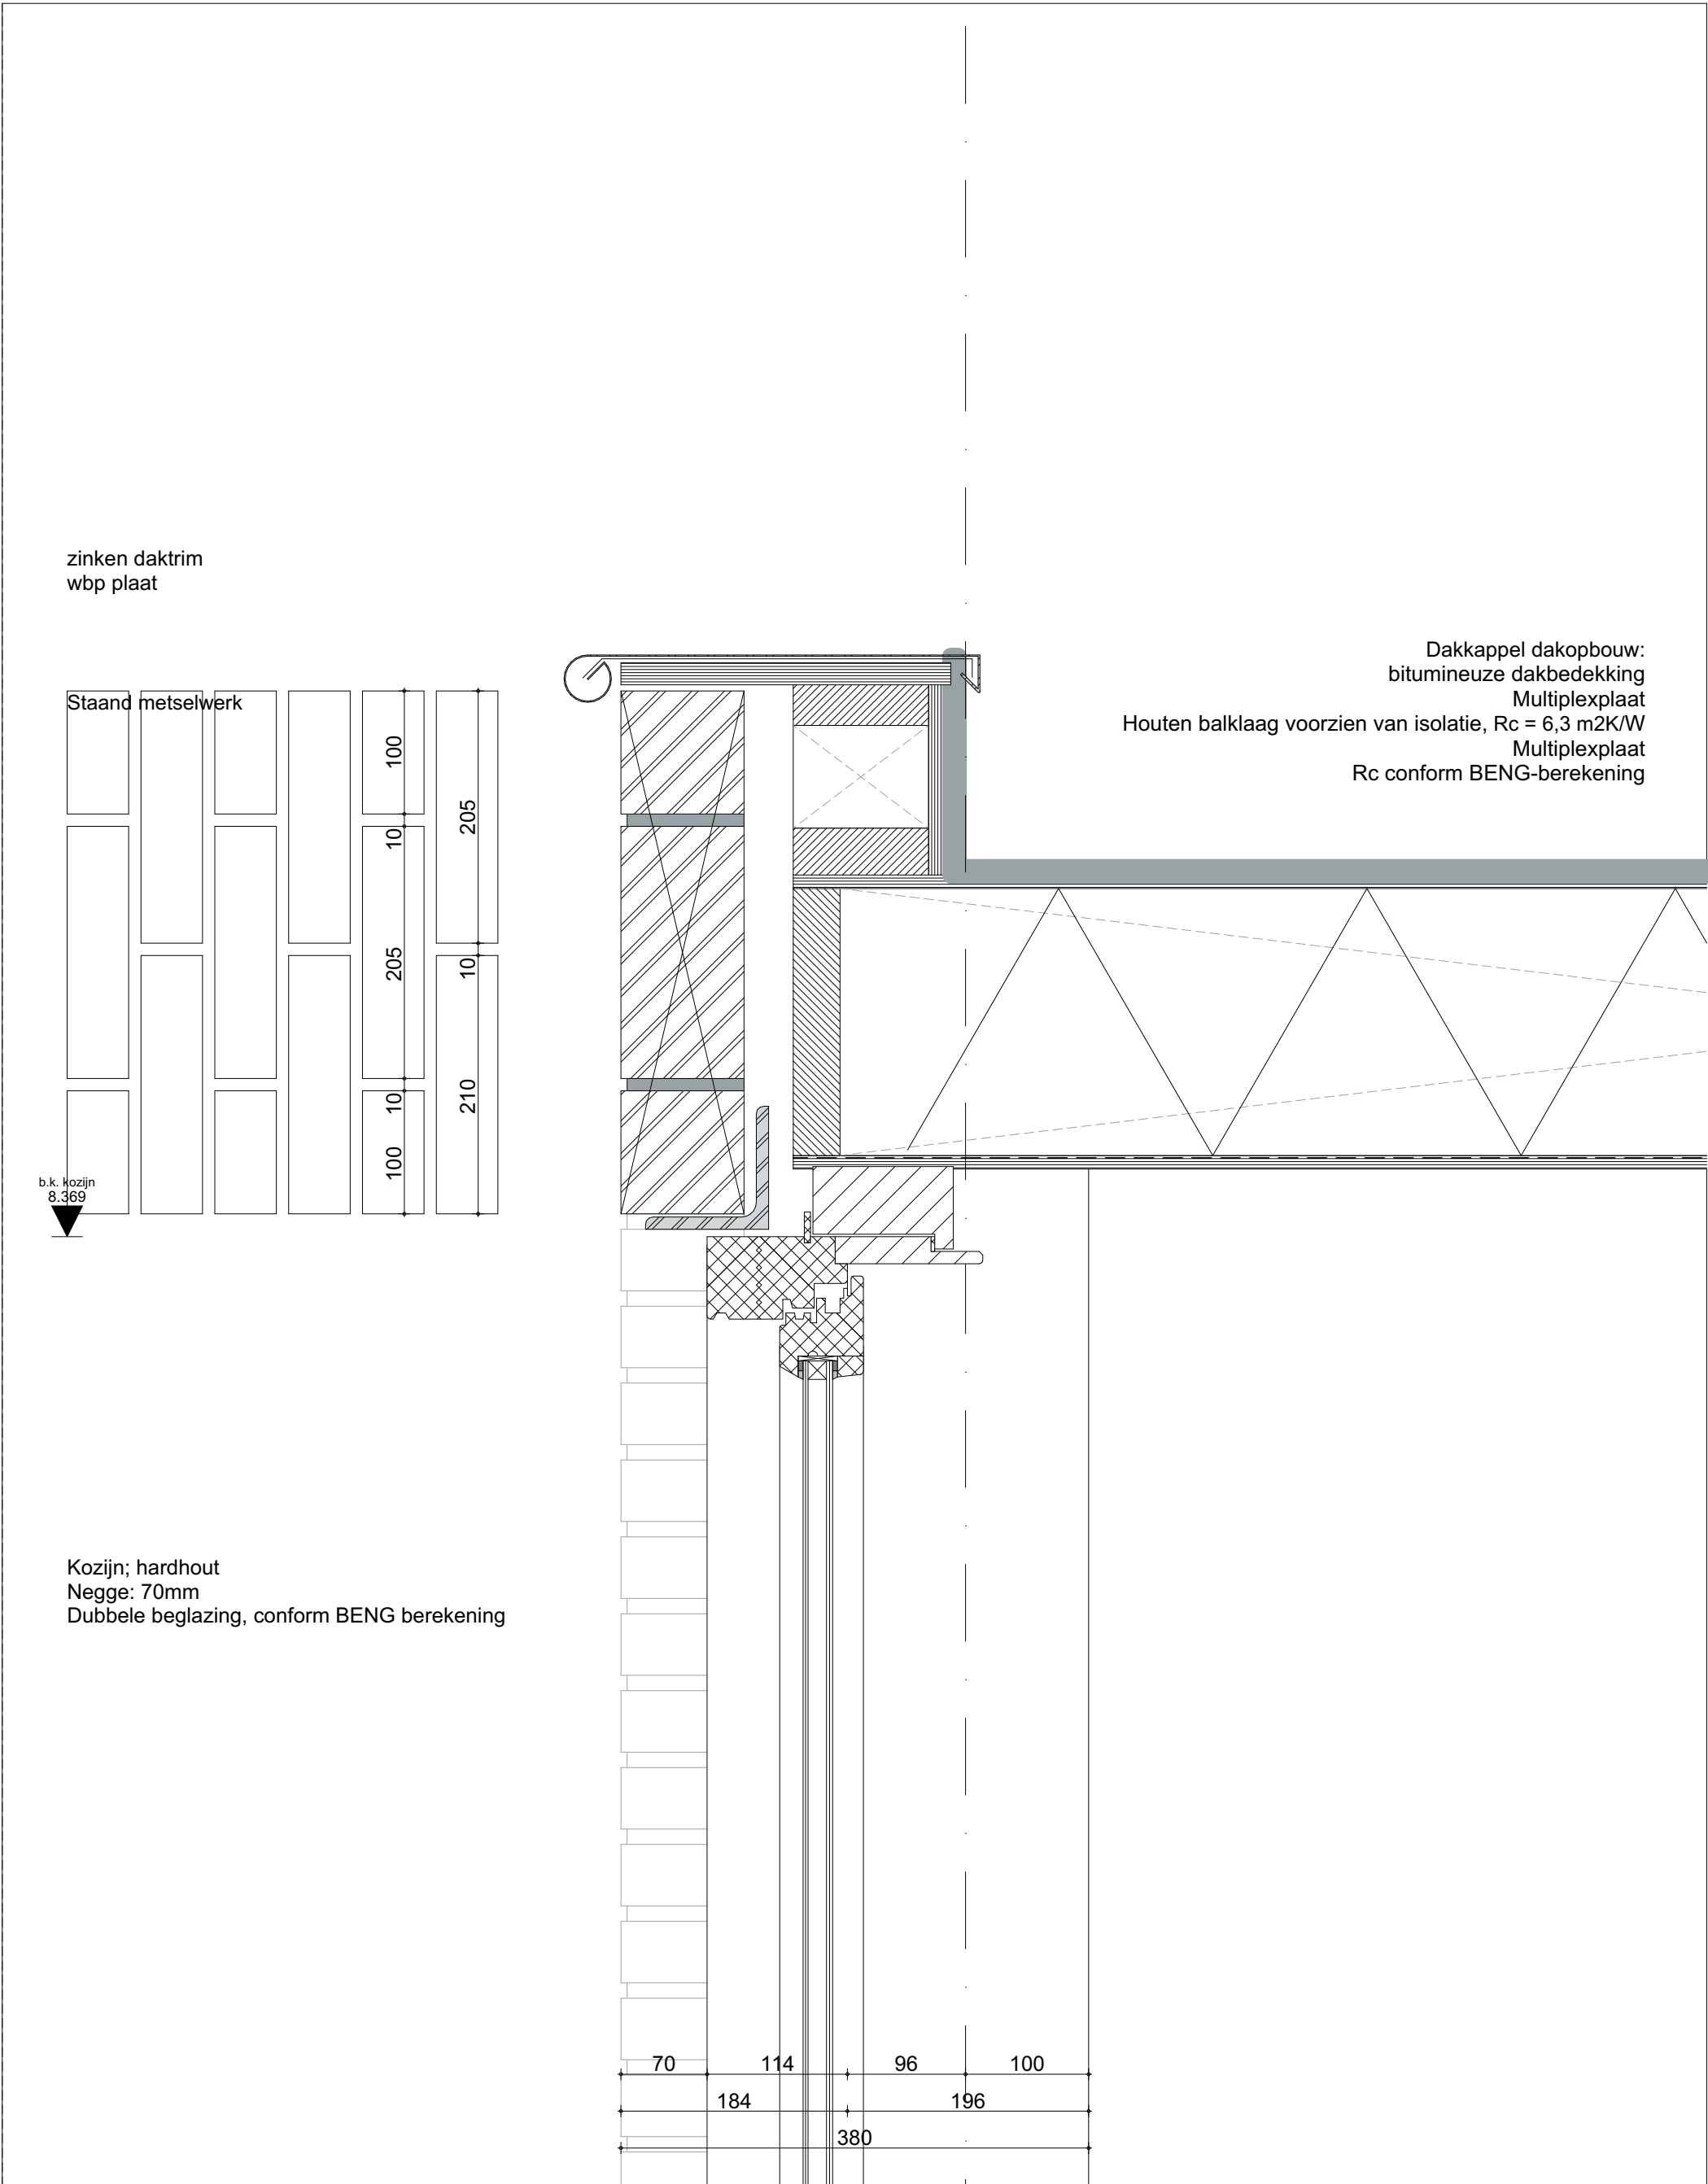 zinken daktrim
wbp plaat
Dakkappel dakopbouw:
bitumineuze dakbedekking
Multiplexplaat
Houten balklaag voorzien van isolatie, Rc = 6,3 m2K/W
Multiplexplaat
Rc conform BENG-berekening
Staand metselwerk
100
10
205
10
100
205
10
210
b.k. kozijn
8.369
Kozijn; hardhout
Negge: 70mm
Dubbele beglazing, conform BENG berekening
70 114 96 100
184 196
380